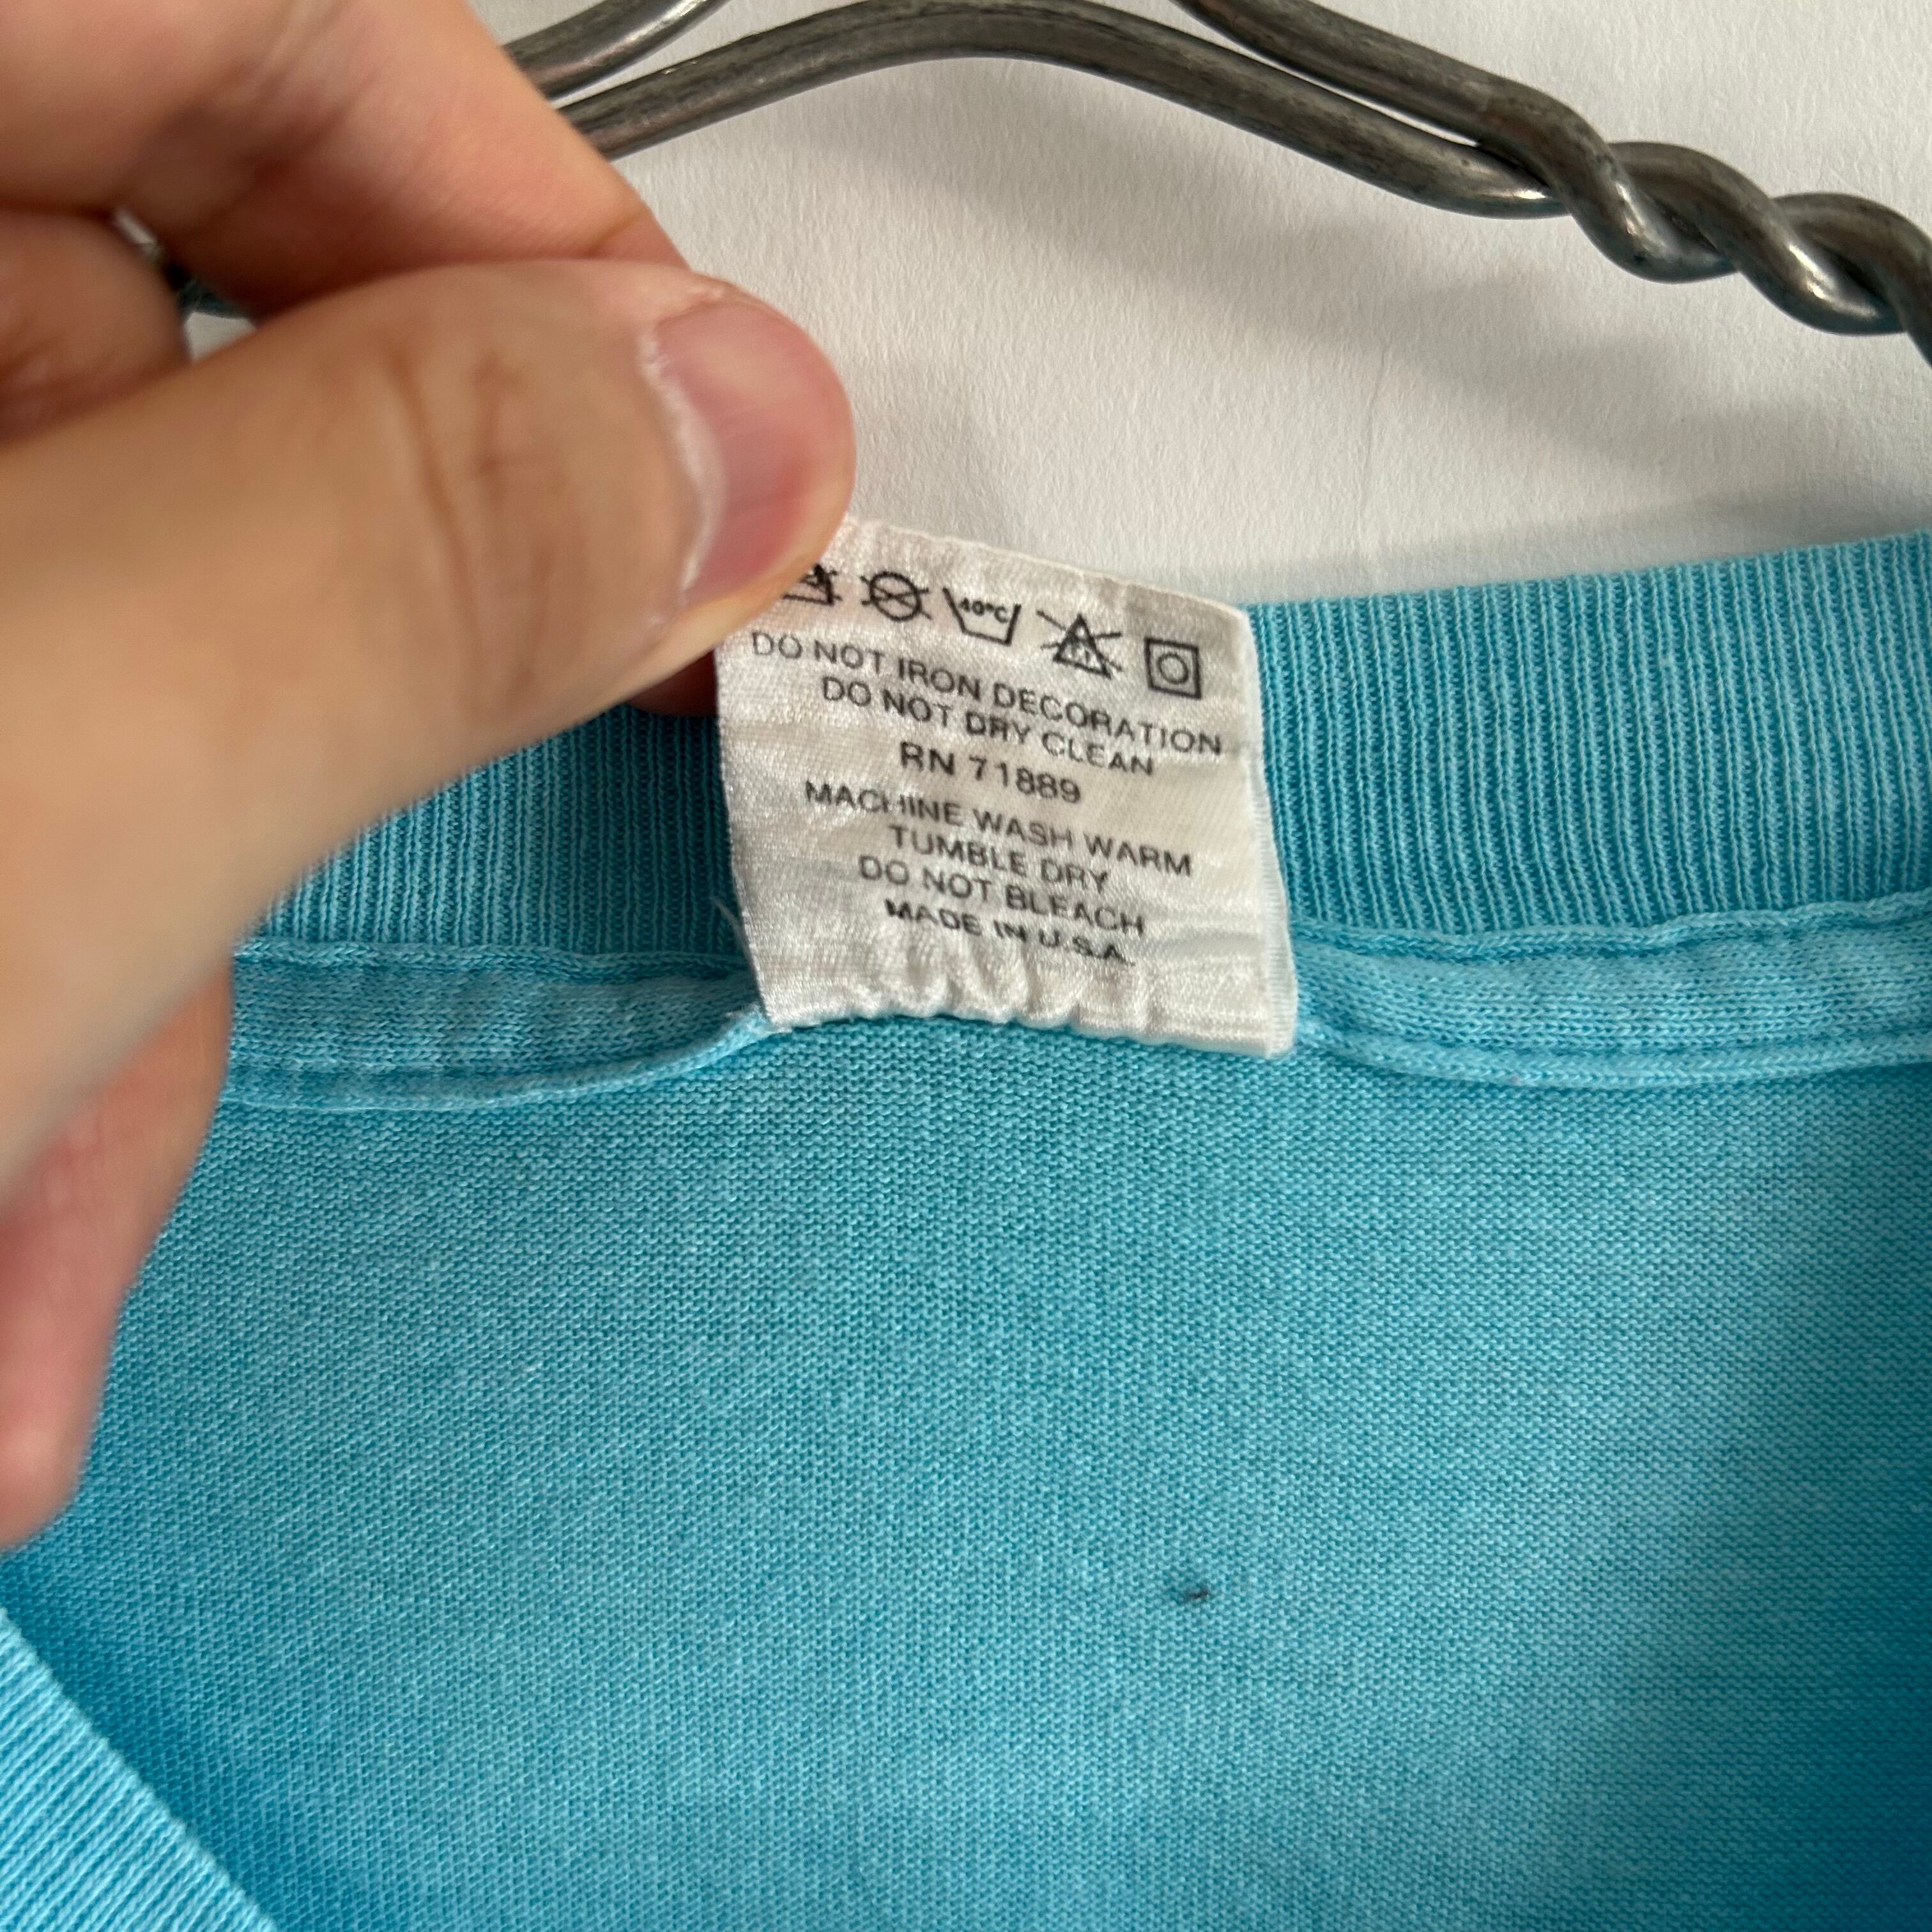 40°C
DO NOT IRON DECORATION
DO NOT DRY CLEAN
RN 71889
MACHINE WASH WARM
TUMBLE DRY
DO NOT BLEACH
MADE IN U.S.A.